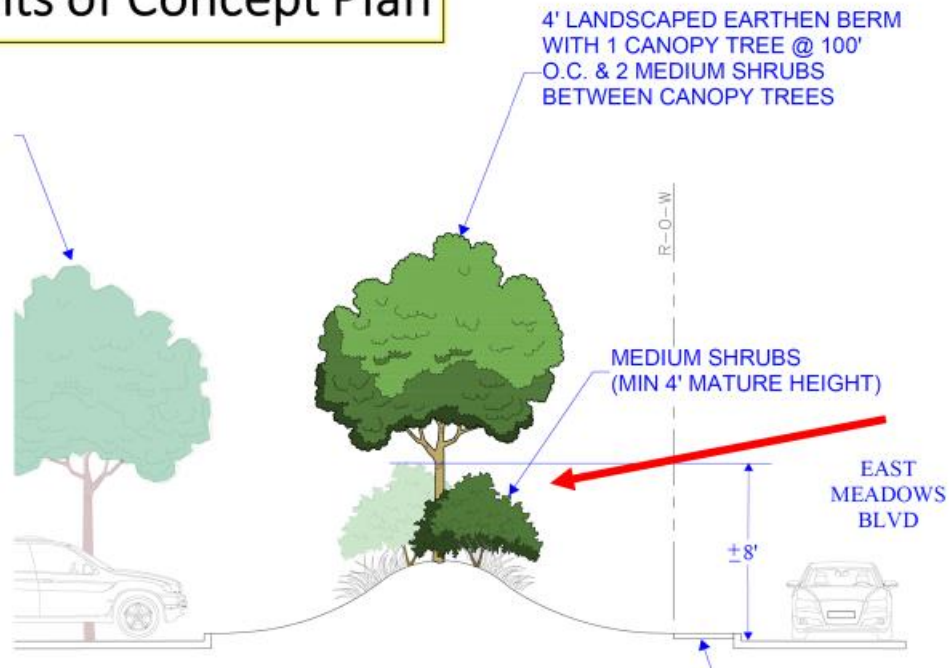 of Concept Plan
4' LANDSCAPED EARTHEN BERM
WITH 1 CANOPY TREE @ 100'
O.C. & 2 MEDIUM SHRUBS
BETWEEN CANOPY TREES
R-O-W
MEDIUM SHRUBS
(MIN 4' MATURE HEIGHT)
EAST
MEADOWS
BLVD
±8'